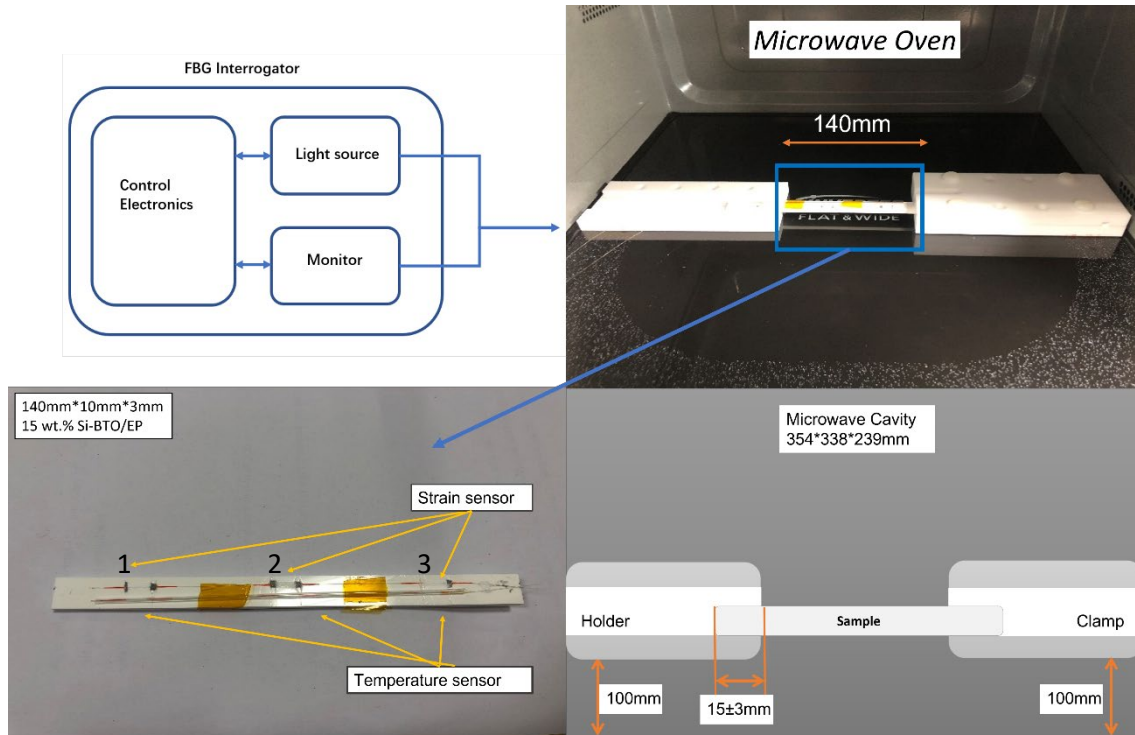 FBG Interrogator
Control
Electronics
Light source
Monitor
Microwave Oven
140mm
FLAT & WIDE
140mm*10mm*3mm
15 wt.% Si-BTO/EP
Strain sensor
1
2
3
Temperature sensor
Microwave Cavity
354*338*239mm
Holder
Sample
Clamp
100mm
15±3mm
100mm